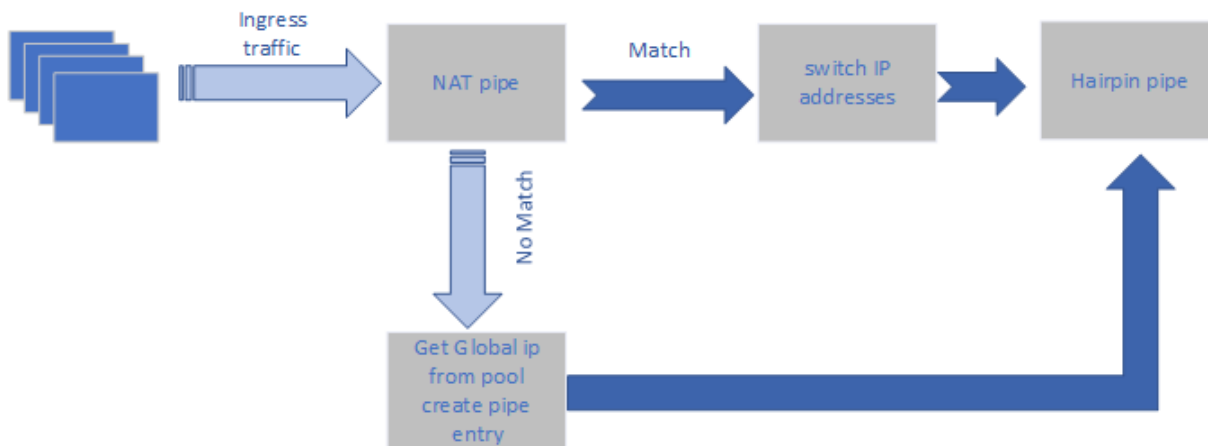 Ingress
traffic
NAT pipe
Match
switch IP
addresses
Hairpin pipe
No Match
Get Global ip
from pool
create pipe
entry